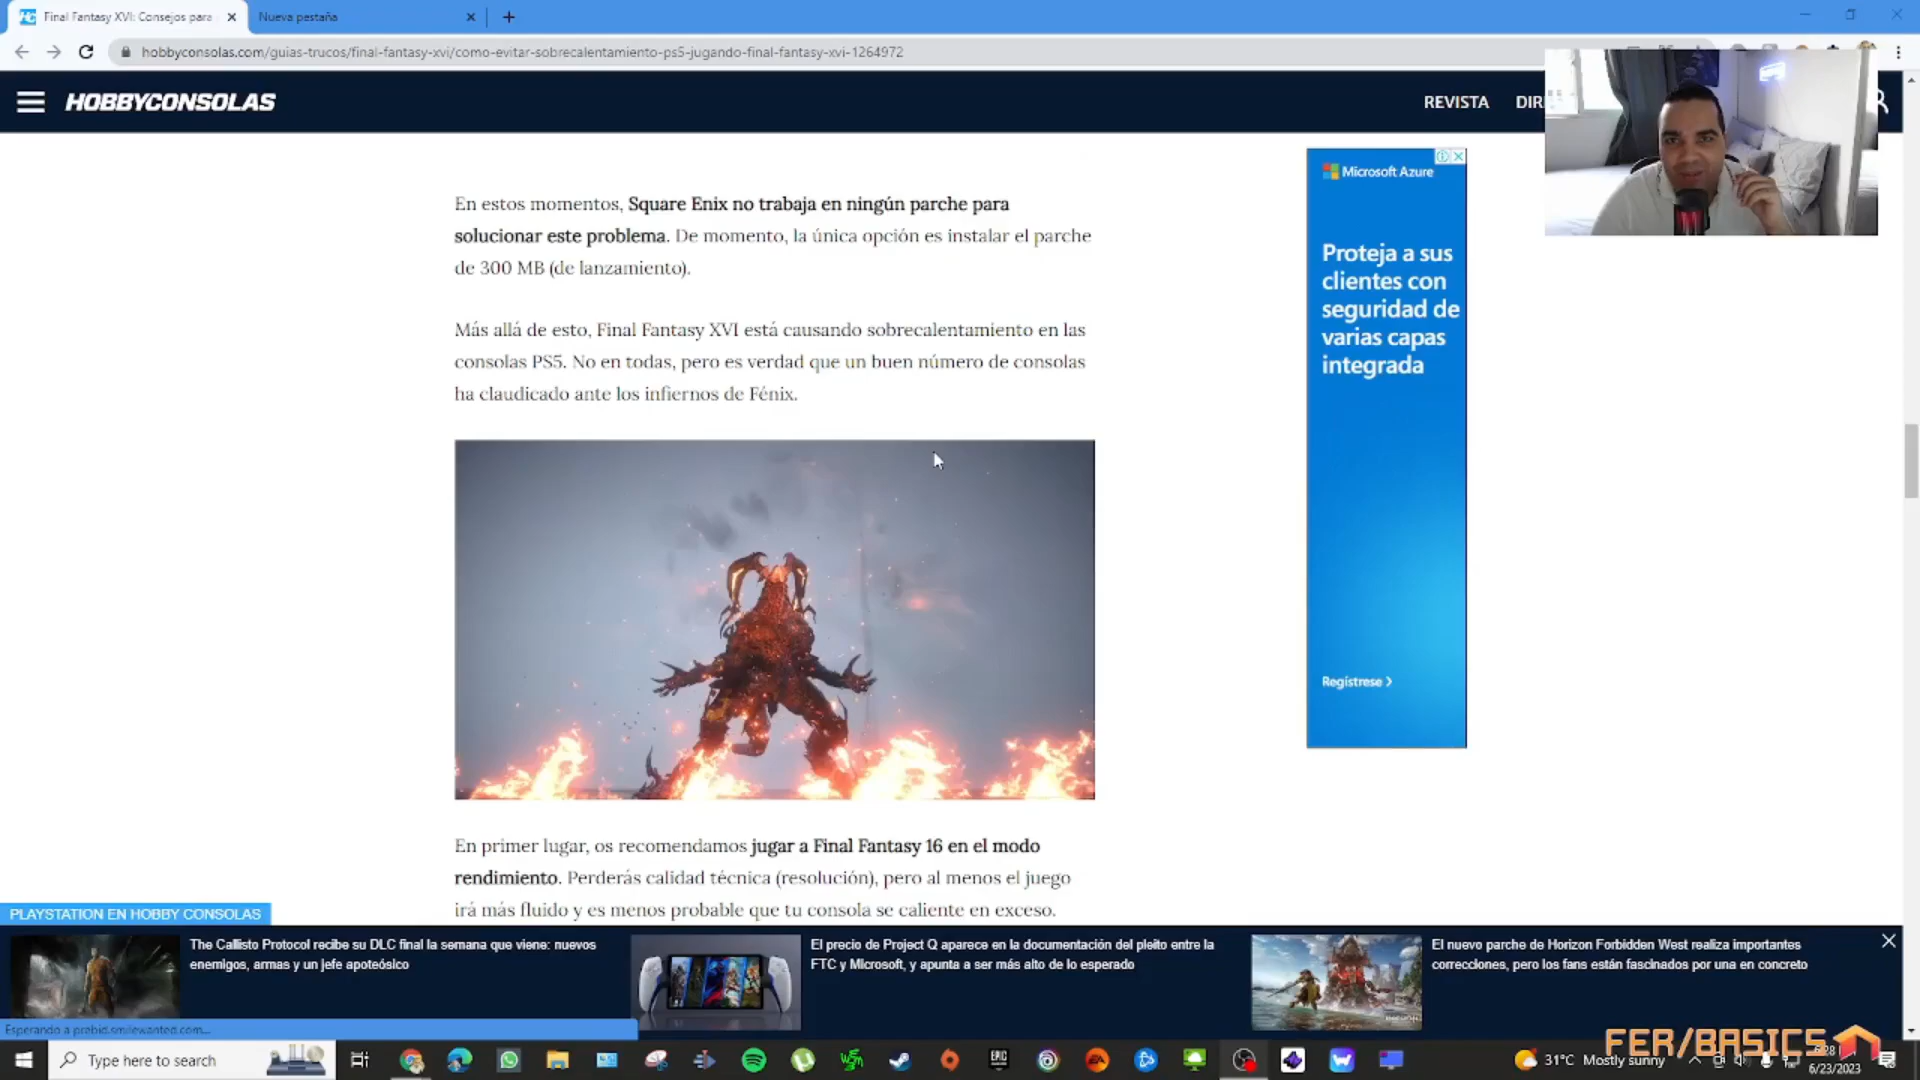 Final Fantasy XVI: Consejos para
Nueva pestaña
hobbyconsolas.com/guias-trucos/final-fantasy-xvi/como-evitar-sobrecalentamiento-ps5-jugando-final-fantasy-xvi-1264972
HOBBYCONSOLAS
REVISTA
DIR
En estos momentos, Square Enix no trabaja en ningún parche para
solucionar este problema. De momento, la única opción es instalar el parche
de 300 MB (de lanzamiento).
Más allá de esto, Final Fantasy XVI está causando sobrecalentamiento en las
consolas PS5. No en todas, pero es verdad que un buen número de consolas
ha claudicado ante los infiernos de Fénix.
Microsoft Azure
Proteja a sus
clientes con
seguridad de
varias capas
integrada
Regístrese >
En primer lugar, os recomendamos jugar a Final Fantasy 16 en el modo
rendimiento. Perderás calidad técnica (resolución), pero al menos el juego
irá más fluido y es menos probable que tu consola se caliente en exceso.
PLAYSTATION EN HOBBY CONSOLAS
The Callisto Protocol recibe su DLC final la semana que viene: nuevos
enemigos, armas y un jefe apoteósico
El precio de Project Q aparece en la documentación del pleito entre la
FTC y Microsoft, y apunta a ser más alto de lo esperado
El nuevo parche de Horizon Forbidden West realiza importantes
correcciones, pero los fans están fascinados por una en concreto
Esperando a prebid.smilewanted.com...
FER/BASICS
Type here to search
EPIC
EA
31°C Mostly sunny
6/23/2023